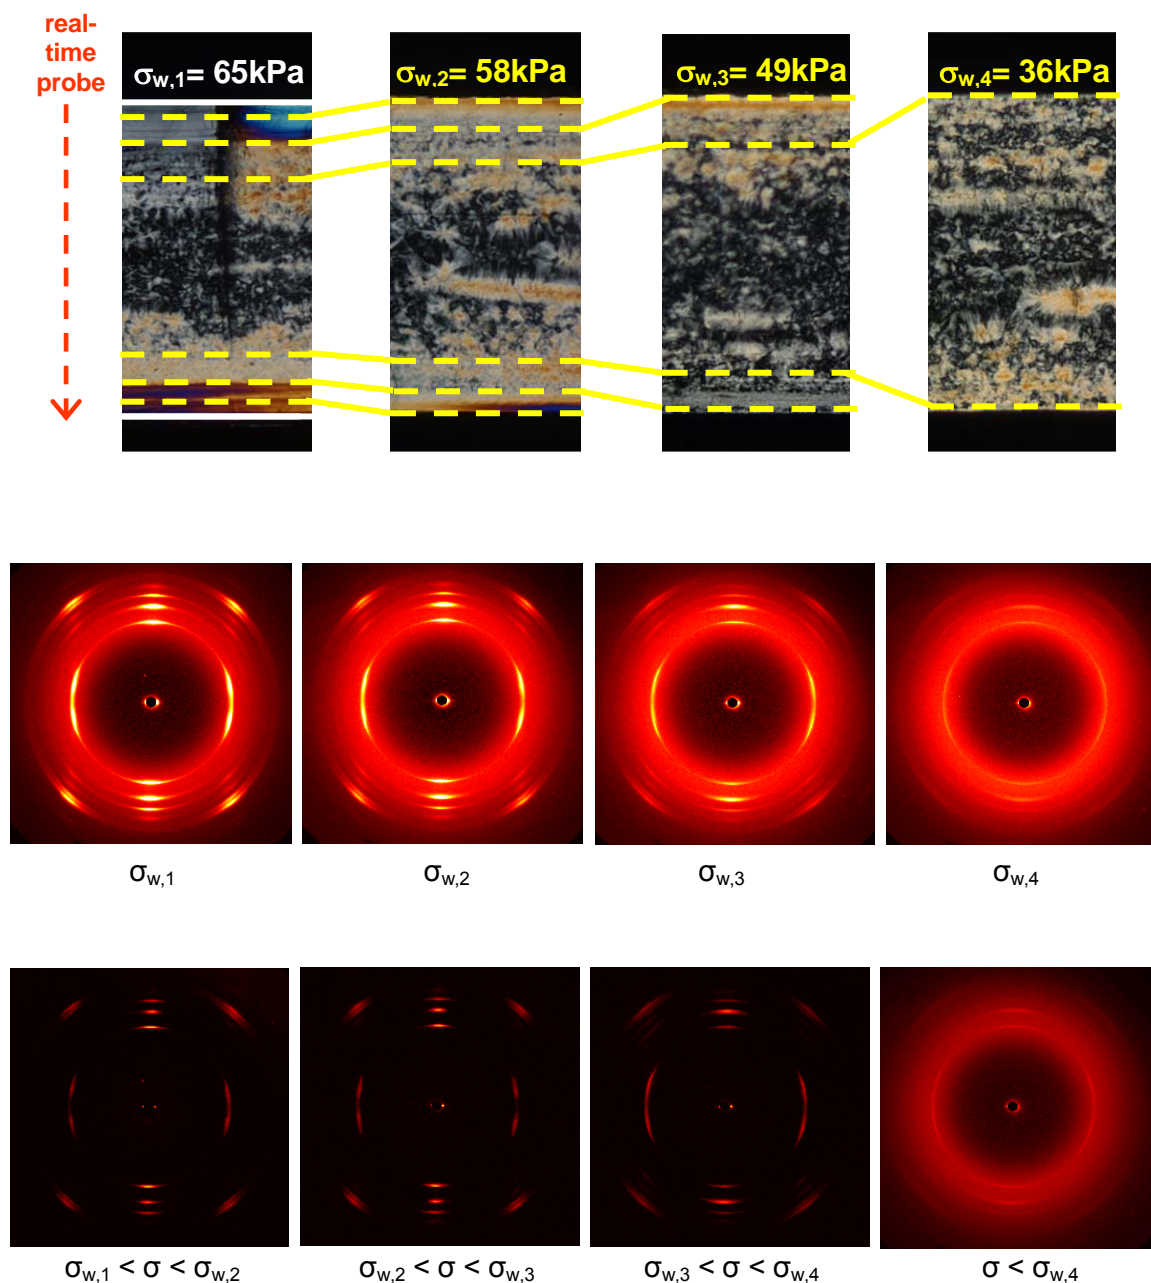 real-
time
probe
σw,1= 65kPa
σw,2= 58kPa
σw,3= 49kPa
σw,4= 36kPa
σw,1
σw,2
σw,3
σw,4
σw,1 < σ < σw,2
σw,2 < σ < σw,3
σw,3 < σ < σw,4
σ < σw,4